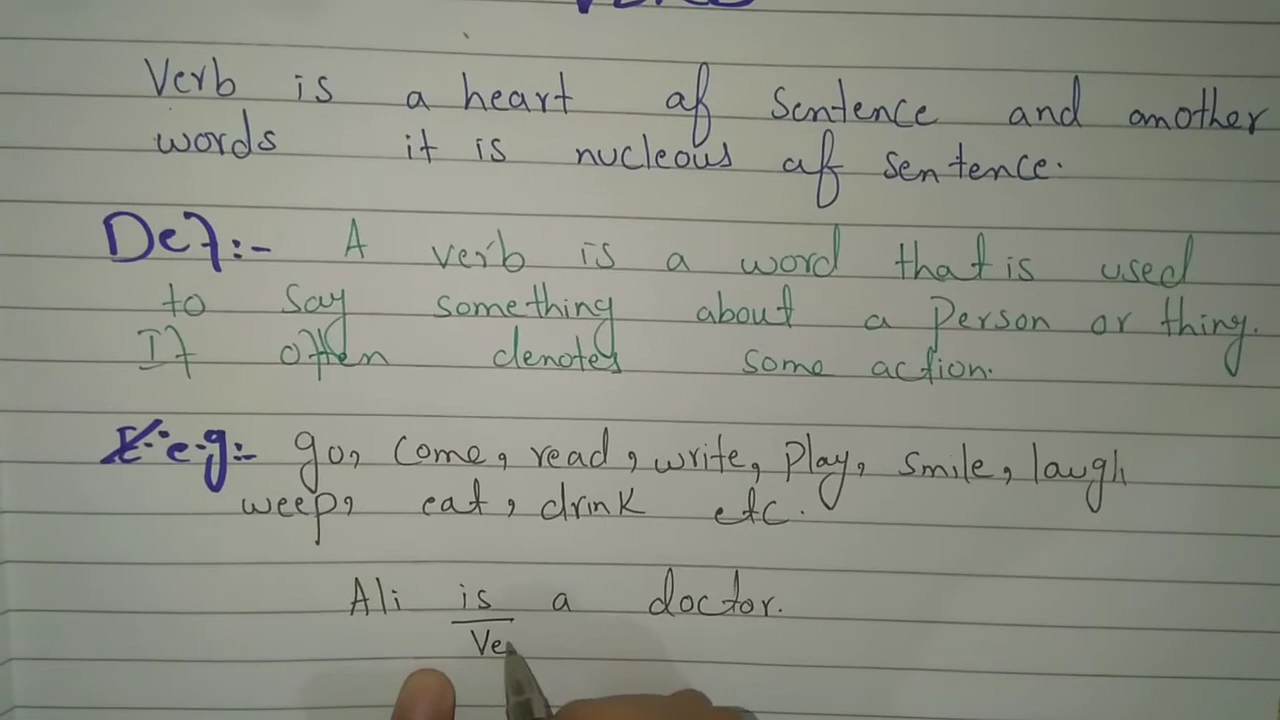 Verb is a heart af sentence and another
words it is nucleous af sentence.
Def:- A verb is a word that is used
to say something about a person or thing.
It often denotes some action.
e.g:- go, come, read, write, play, smile, laugh
weep, eat, drink etc.
Ali is a doctor.
Ve